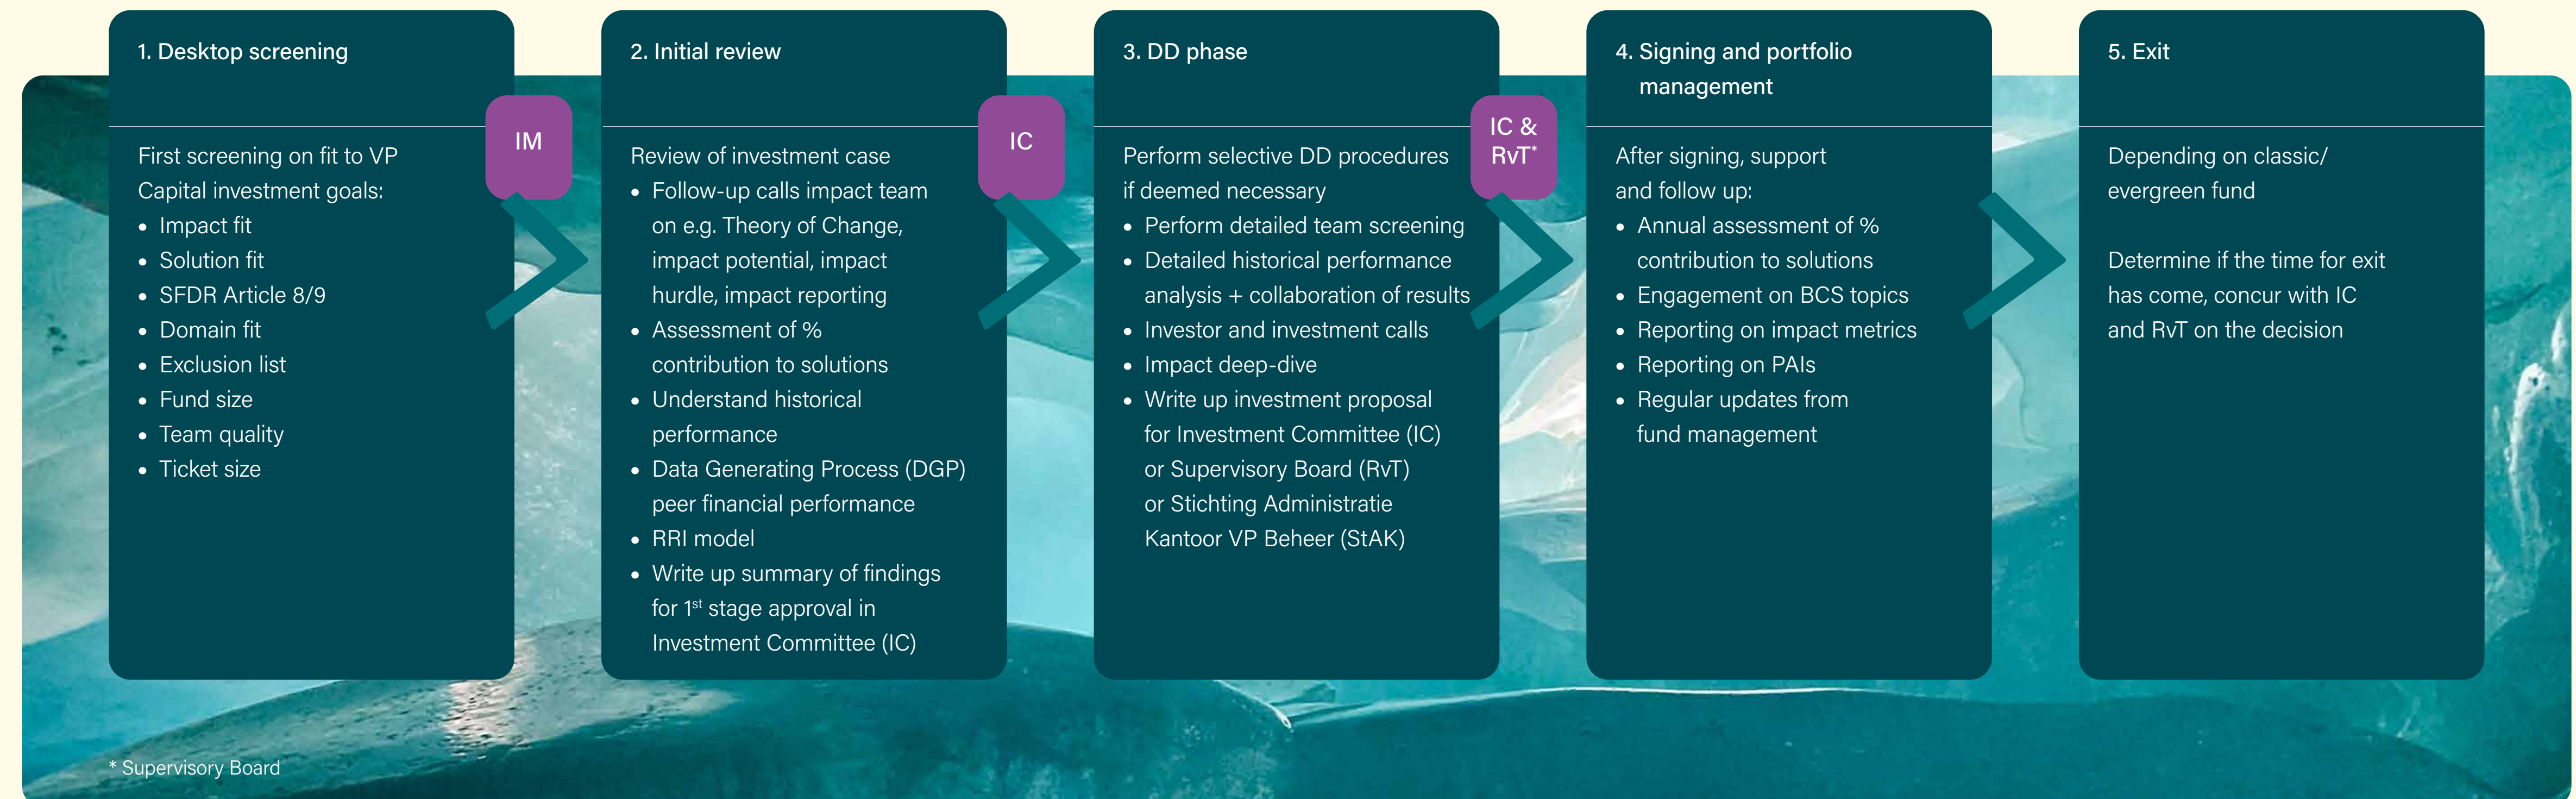 1. Desktop screening
First screening on fit to VP
Capital investment goals:
• Impact fit
• Solution fit
• SFDR Article 8/9
• Domain fit
• Exclusion list
• Fund size
• Team quality
• Ticket size
IM
2. Initial review
Review of investment case
• Follow-up calls impact team
on e.g. Theory of Change,
impact potential, impact
hurdle, impact reporting
• Assessment of %
contribution to solutions
• Understand historical
performance
• Data Generating Process (DGP)
peer financial performance
• RRI model
• Write up summary of findings
for 1st stage approval in
Investment Committee (IC)
IC
3. DD phase
Perform selective DD procedures
if deemed necessary
• Perform detailed team screening
• Detailed historical performance
analysis + collaboration of results
• Investor and investment calls
• Impact deep-dive
• Write up investment proposal
for Investment Committee (IC)
or Supervisory Board (RvT)
or Stichting Administratie
Kantoor VP Beheer (StAK)
IC &
RvT*
4. Signing and portfolio
management
After signing, support
and follow up:
• Annual assessment of %
contribution to solutions
• Engagement on BCS topics
• Reporting on impact metrics
• Reporting on PAIs
• Regular updates from
fund management
5. Exit
Depending on classic/
evergreen fund
Determine if the time for exit
has come, concur with IC
and RvT on the decision
* Supervisory Board